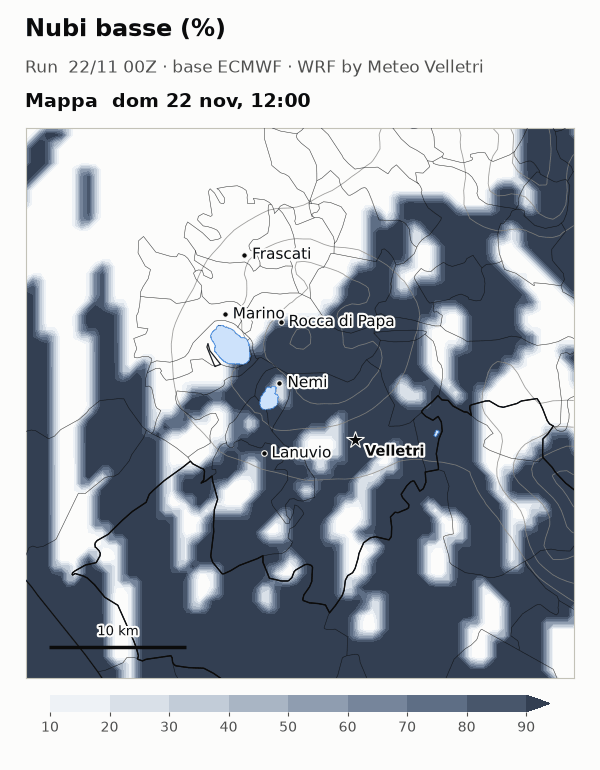 Nubi basse (%)
Run  22/11 00Z · base ECMWF · WRF by Meteo Velletri
Mappa  dom 22 nov, 12:00
Frascati
Marino
Rocca di Papa
Nemi
Velletri
Lanuvio
10 km
10 20 30 40 50 60 70 80 90